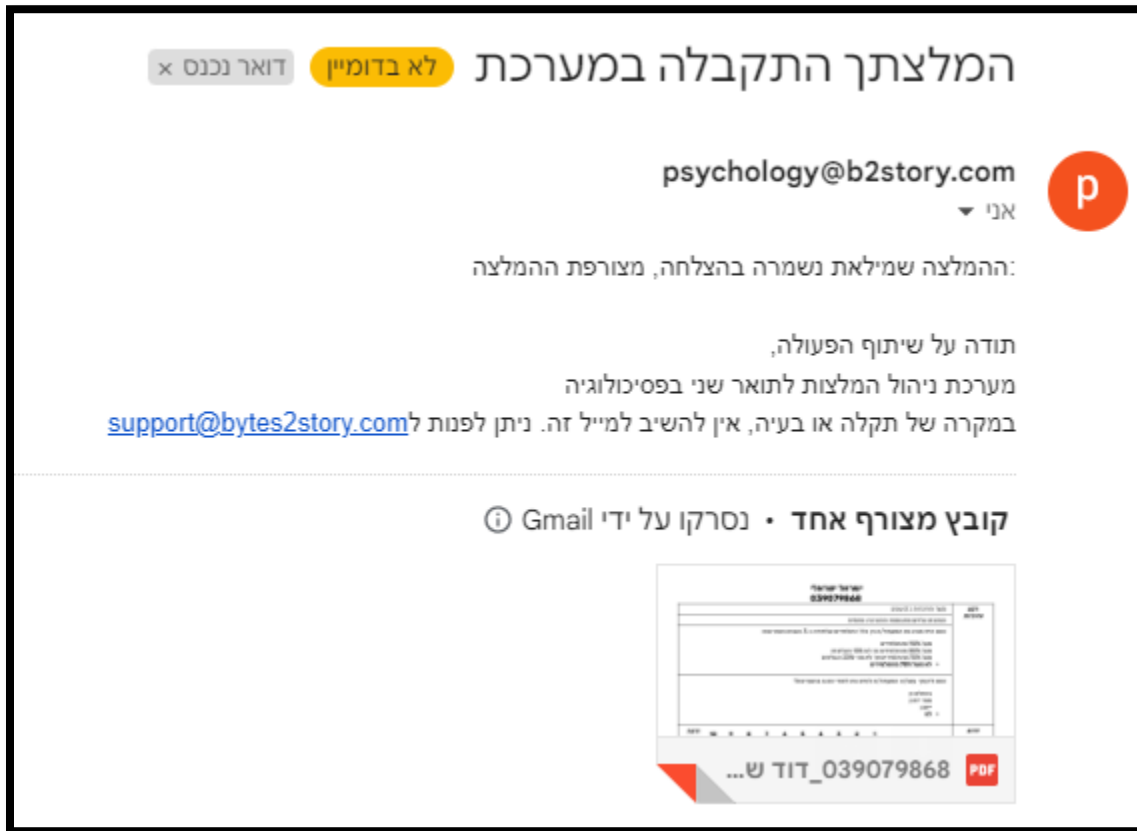 המלצתך התקבלה במערכת לא בדומיין דואר נכנס ×
psychology@b2story.com
p
אני
ההמלצה שמילאת נשמרה בהצלחה, מצורפת ההמלצה:
תודה על שיתוף הפעולה,
מערכת ניהול המלצות לתואר שני בפסיכולוגיה
במקרה של תקלה או בעיה, אין להשיב למייל זה. ניתן לפנות לsupport@bytes2story.com
קובץ מצורף אחד • נסרקו על ידי Gmail
ישראל ישראלי
039079868
039079868_דוד ש... PDF